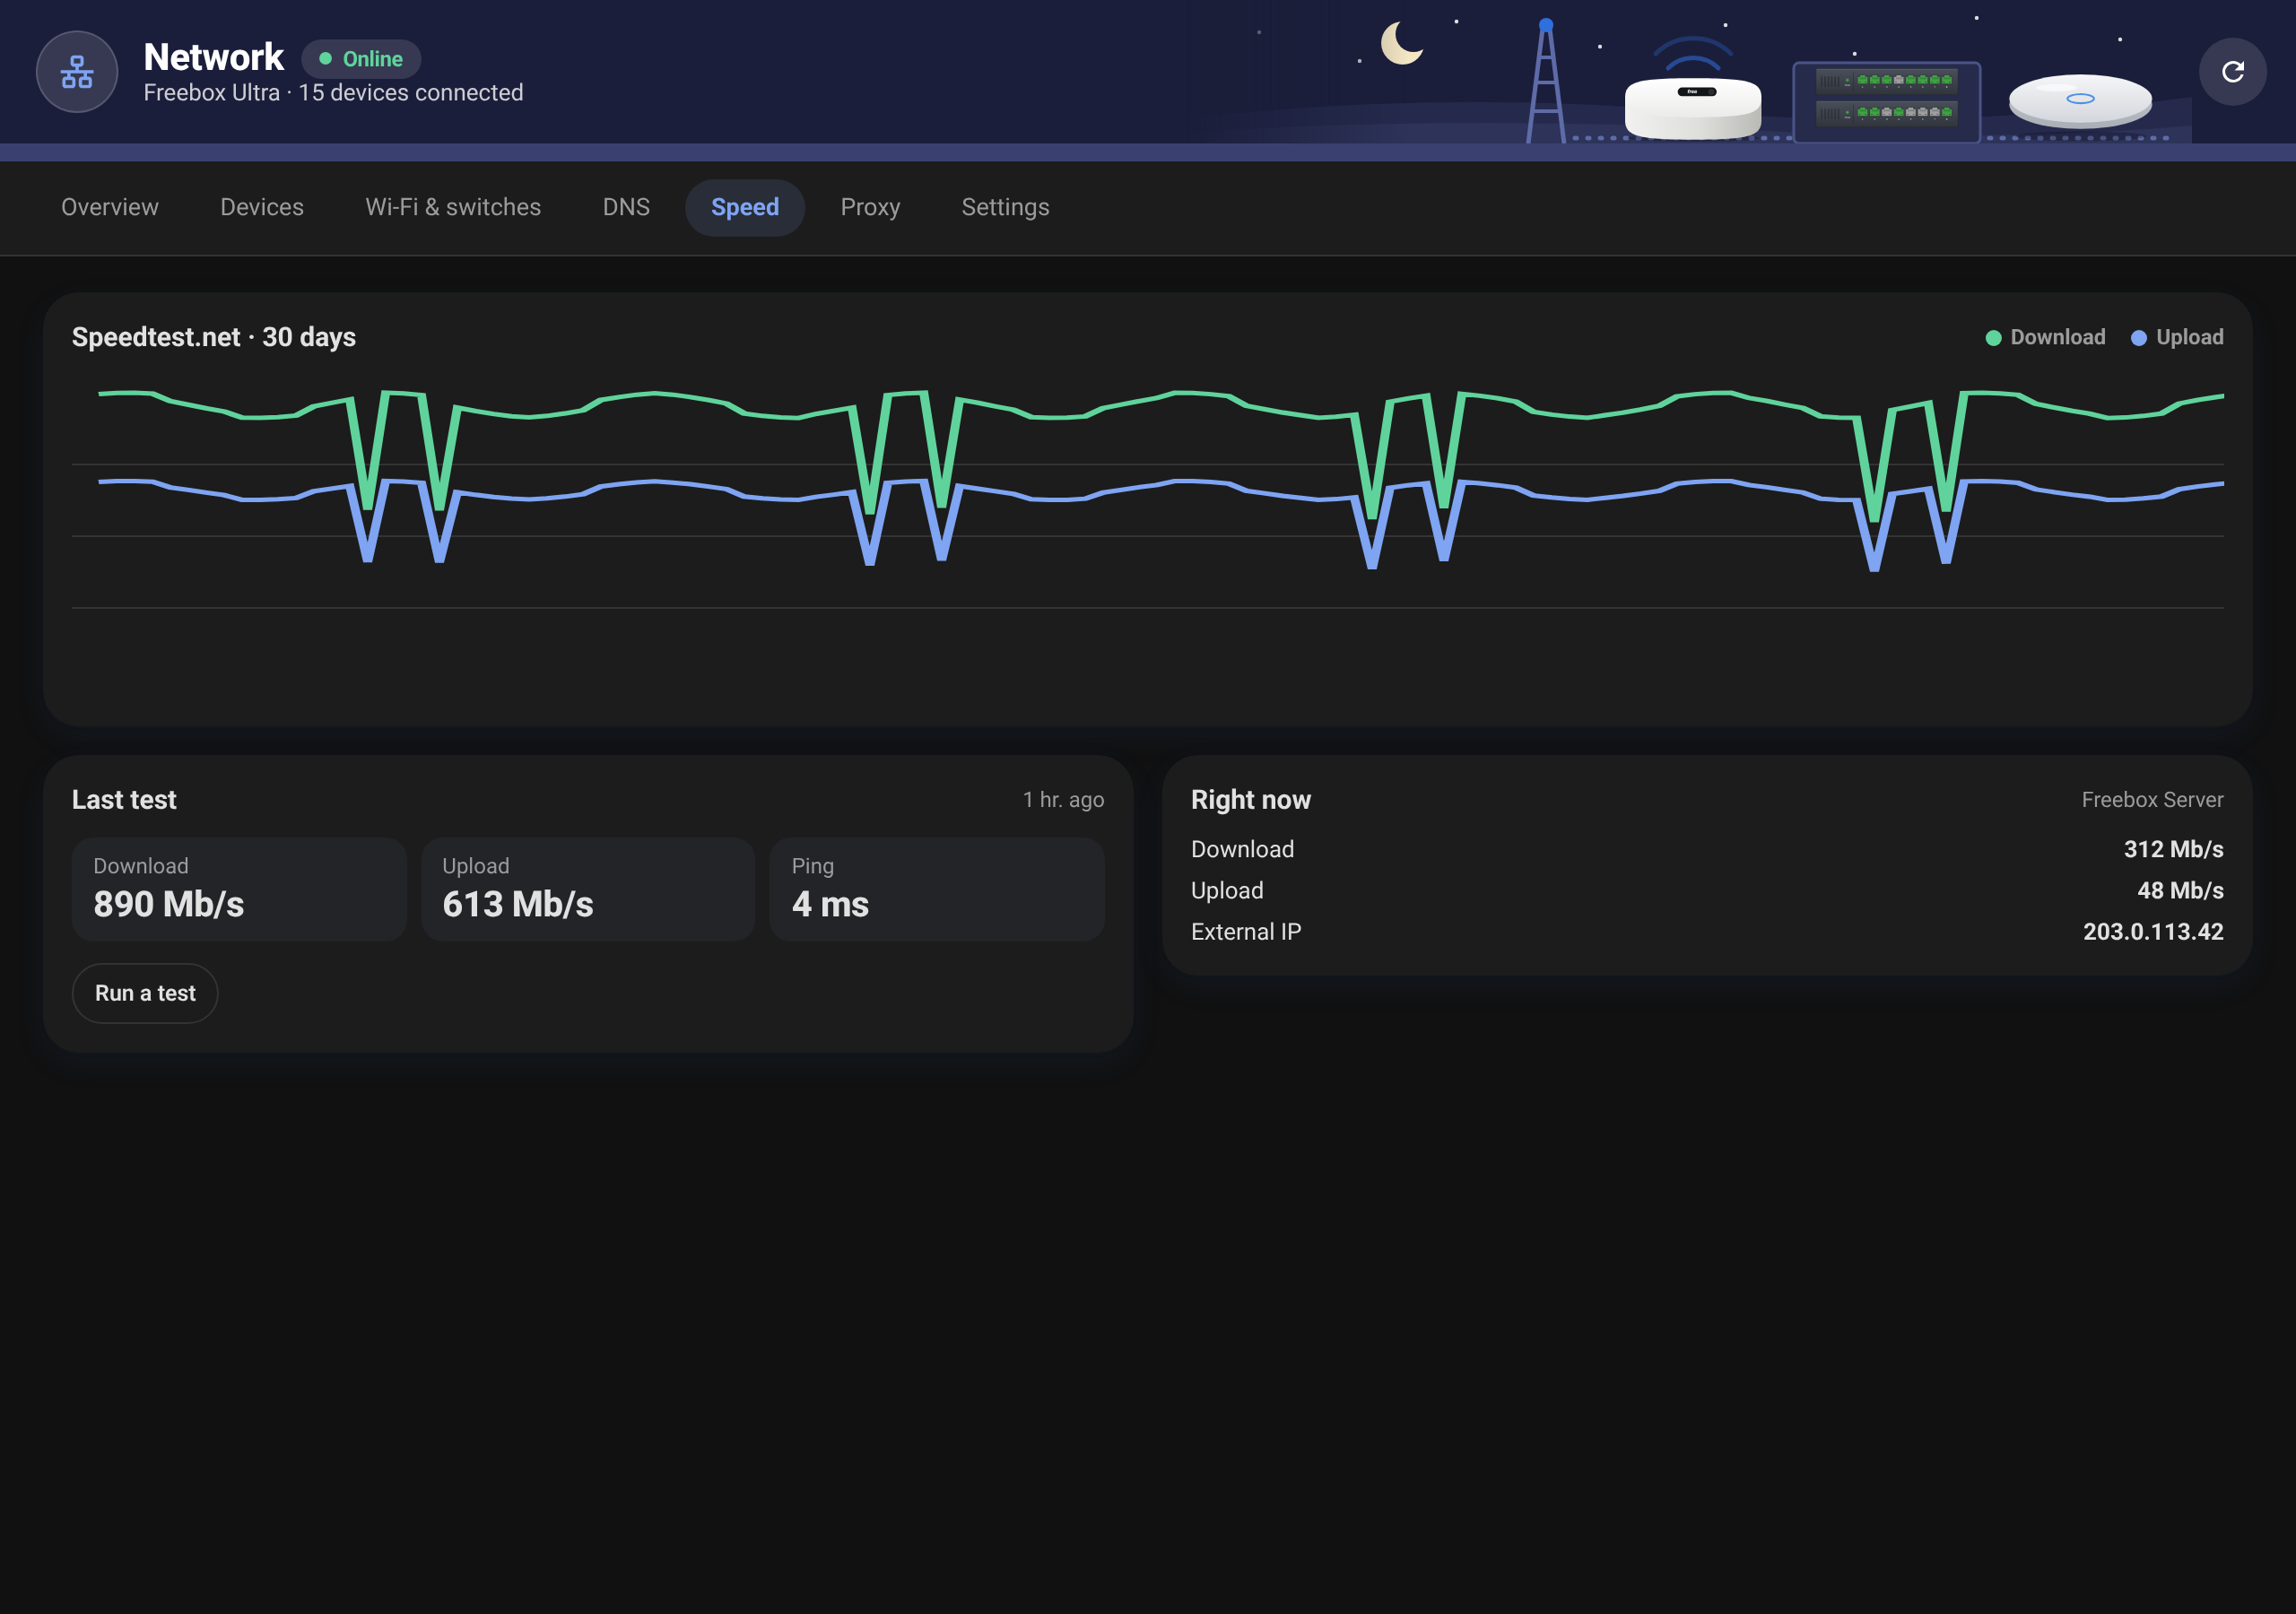 Network
Online
Freebox Ultra · 15 devices connected
free
Overview
Devices
Wi-Fi & switches
DNS
Speed
Proxy
Settings
Speedtest.net · 30 days
Download
Upload
Last test
1 hr. ago
Download
890 Mb/s
Upload
613 Mb/s
Ping
4 ms
Run a test
Right now
Freebox Server
Download
312 Mb/s
Upload
48 Mb/s
External IP
203.0.113.42